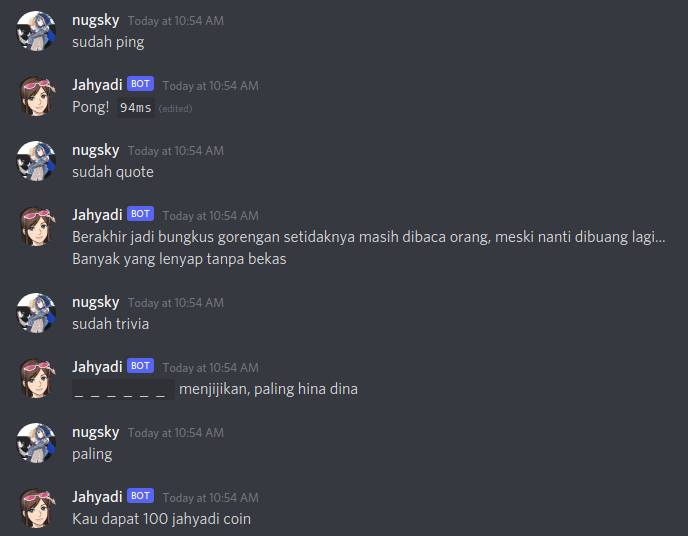 nugsky Today at 10:54 AM
sudah ping
Jahyadi BOT Today at 10:54 AM
Pong! 94ms (edited)
nugsky Today at 10:54 AM
sudah quote
Jahyadi BOT Today at 10:54 AM
Berakhir jadi bungkus gorengan setidaknya masih dibaca orang, meski nanti dibuang lagi...
Banyak yang lenyap tanpa bekas
nugsky Today at 10:54 AM
sudah trivia
Jahyadi BOT Today at 10:54 AM
_ _ _ _ _ _ menjijikan, paling hina dina
nugsky Today at 10:54 AM
paling
Jahyadi BOT Today at 10:54 AM
Kau dapat 100 jahyadi coin